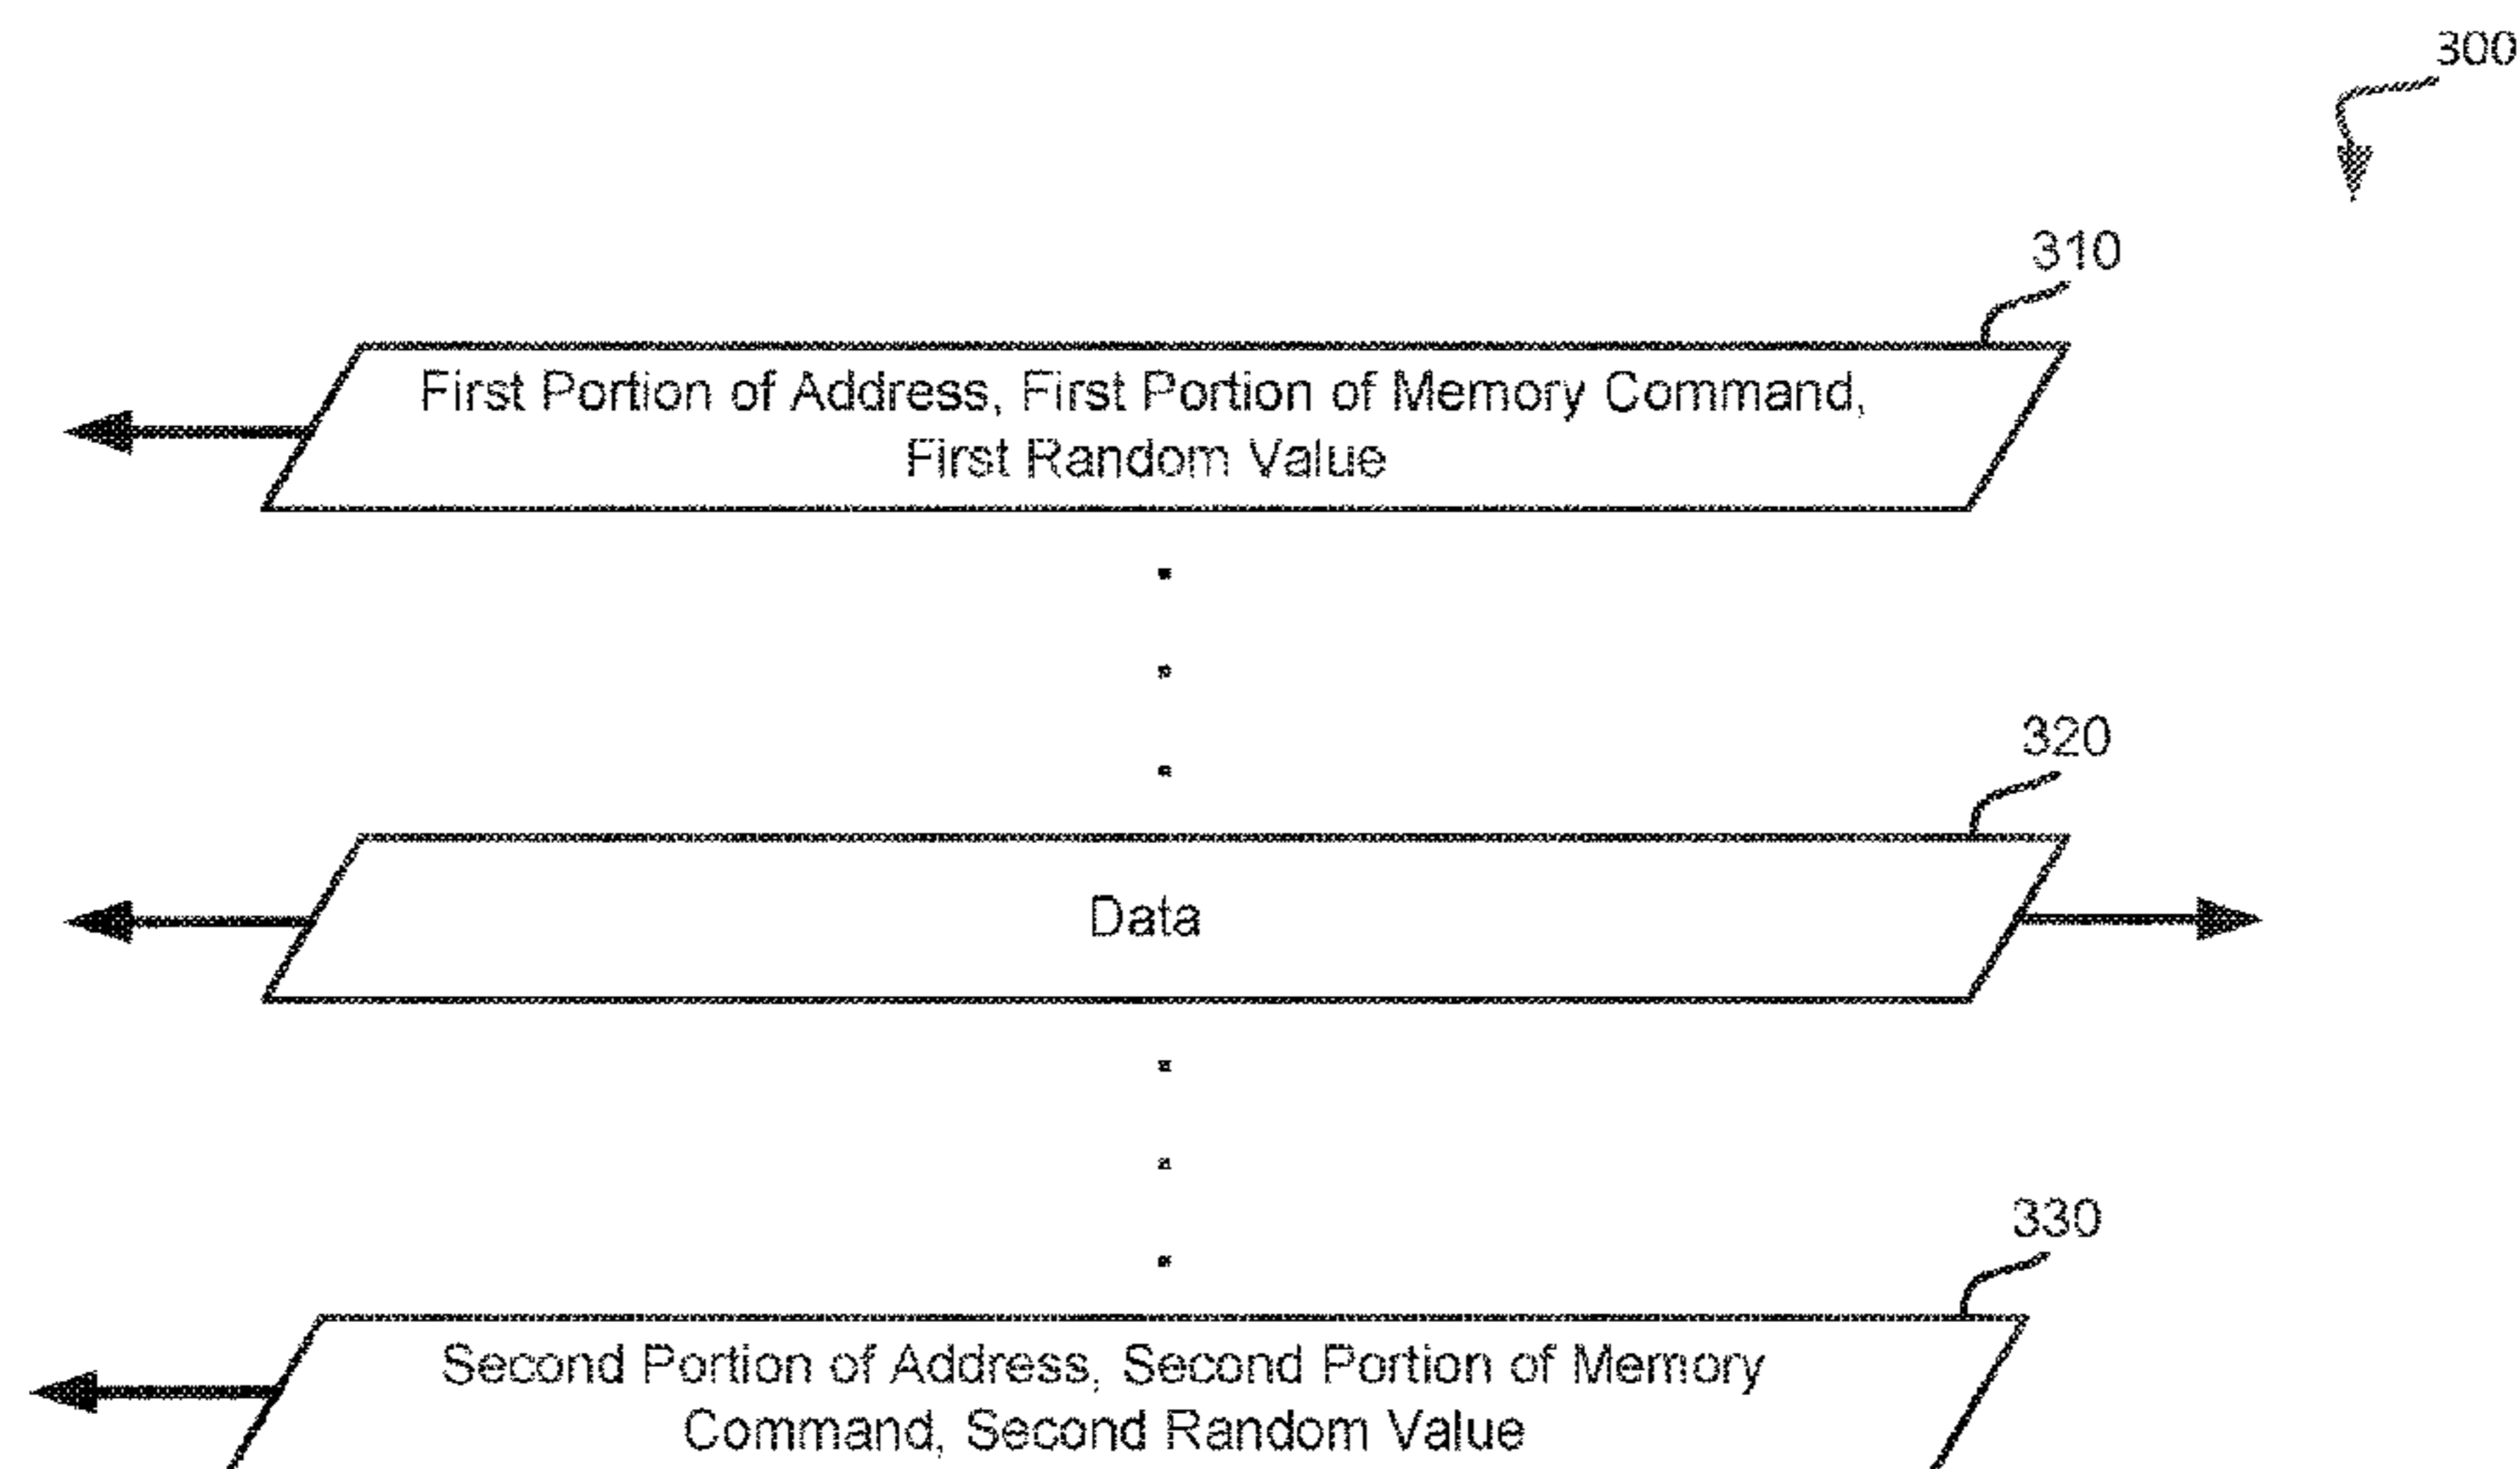 300
310
First Portion of Address, First Portion of Memory Command,
First Random Value
320
Data
330
Second Portion of Address, Second Portion of Memory
Command, Second Random Value